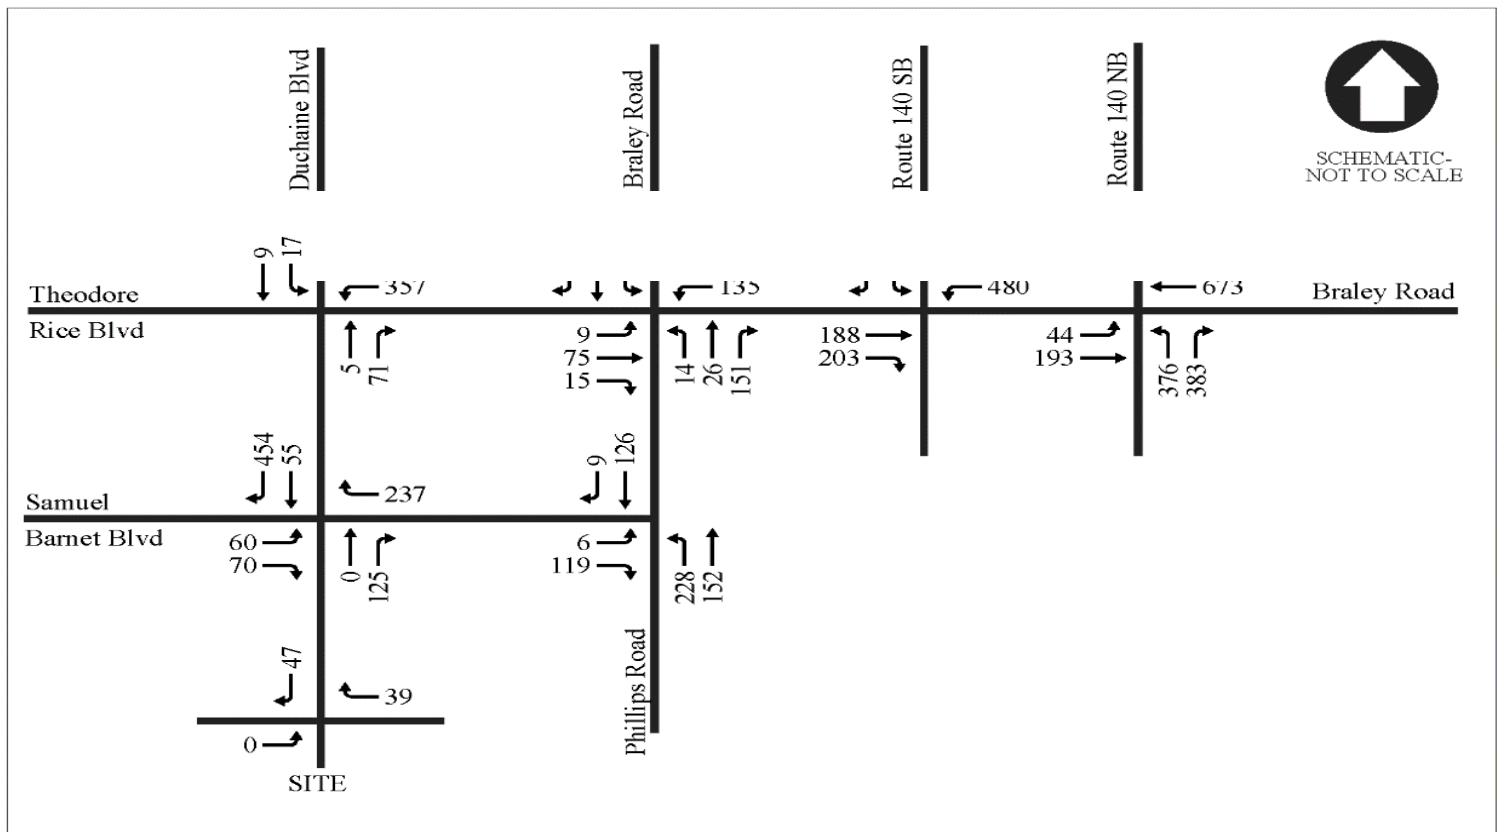 Duchaine Blvd
Braley Road
Route 140 SB
Route 140 NB
SCHEMATIC-
NOT TO SCALE
9
17
Theodore
Rice Blvd
357
5
71
135
9
75
15
14
26
151
480
188
203
673
44
193
376
383
Braley Road
454
55
Samuel
Barnet Blvd
237
60
70
0
125
9
126
6
119
228
152
47
39
0
SITE
Phillips Road